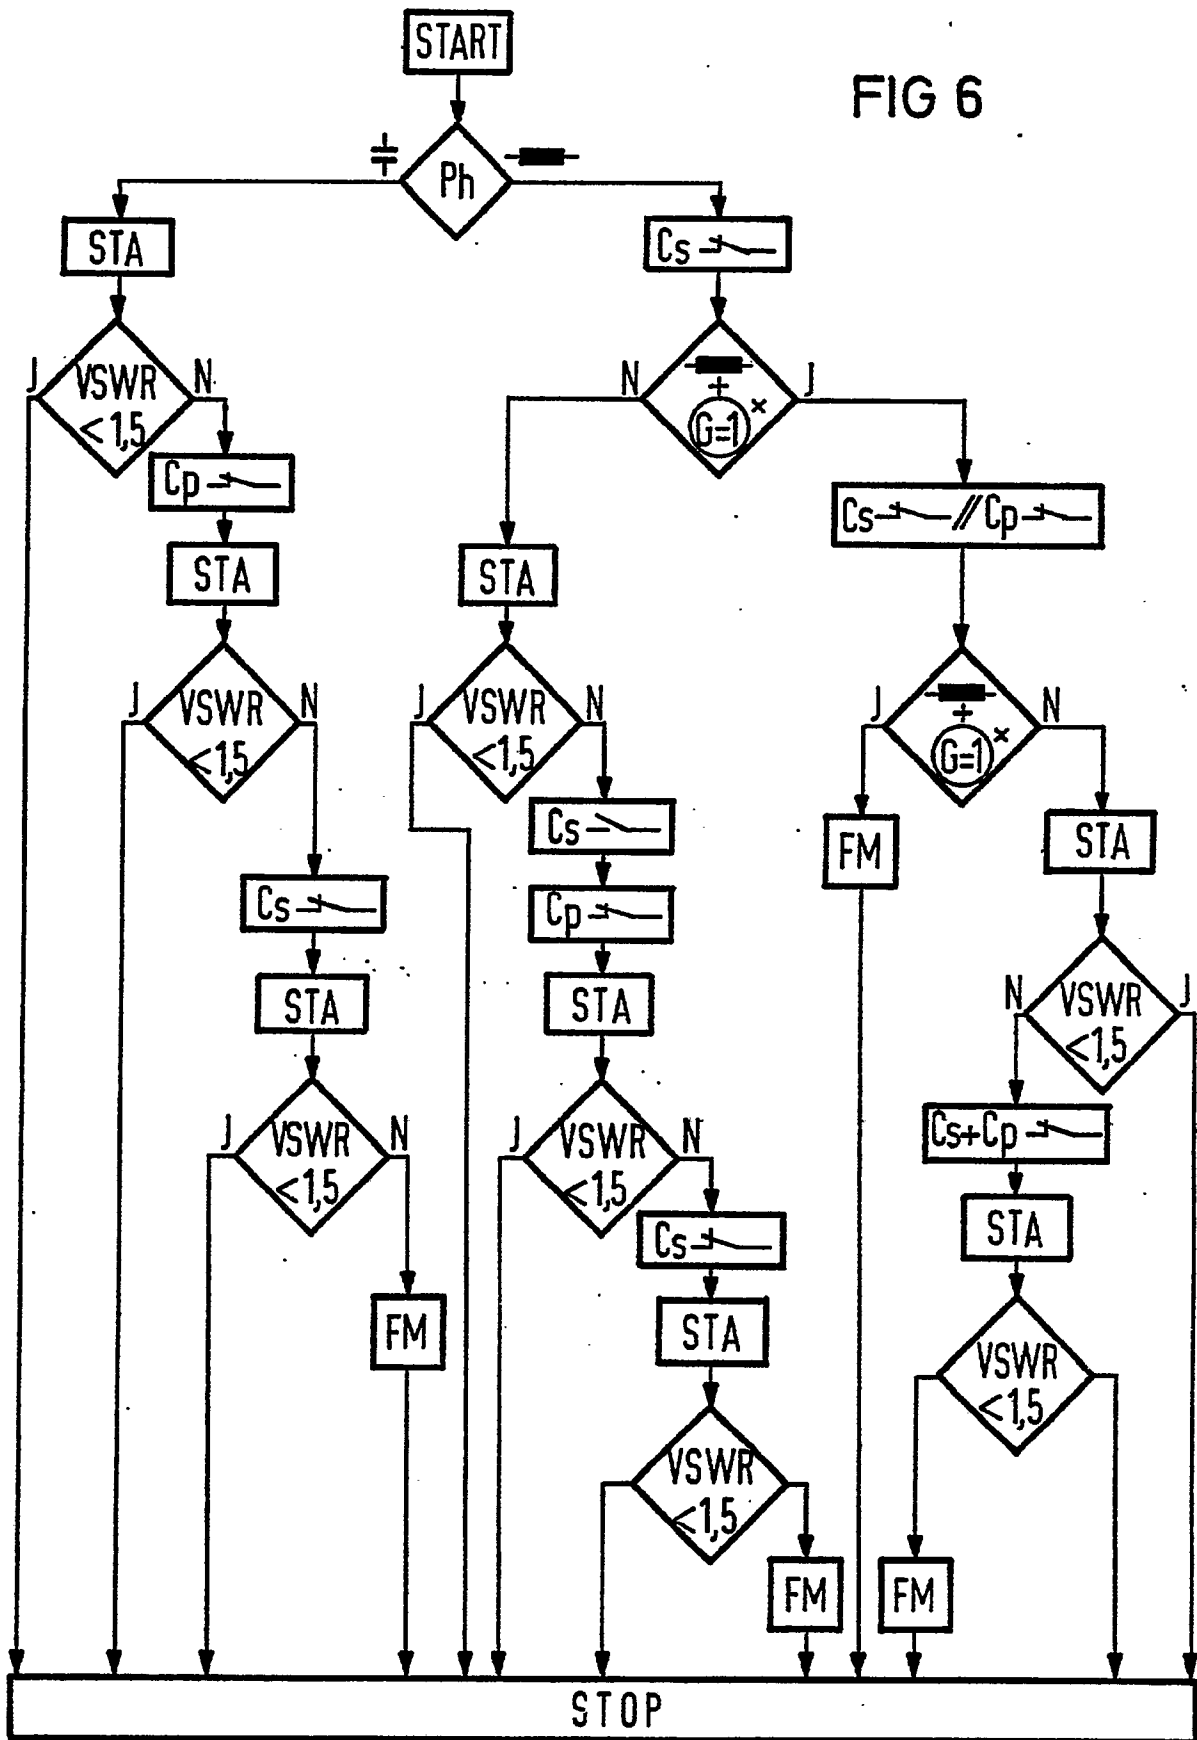 START
FIG 6
Ph
STA
Cs
J
VSWR
<1,5
N
N
+
G=1
×
J
Cp
Cs // Cp
STA
STA
J
VSWR
<1,5
N
J
VSWR
<1,5
N
J
+
G=1
×
N
Cs
FM
STA
Cs
Cp
STA
STA
N
VSWR
<1,5
J
J
VSWR
<1,5
N
J
VSWR
<1,5
N
Cs+Cp
STA
Cs
FM
STA
VSWR
<1,5
VSWR
<1,5
FM
FM
STOP